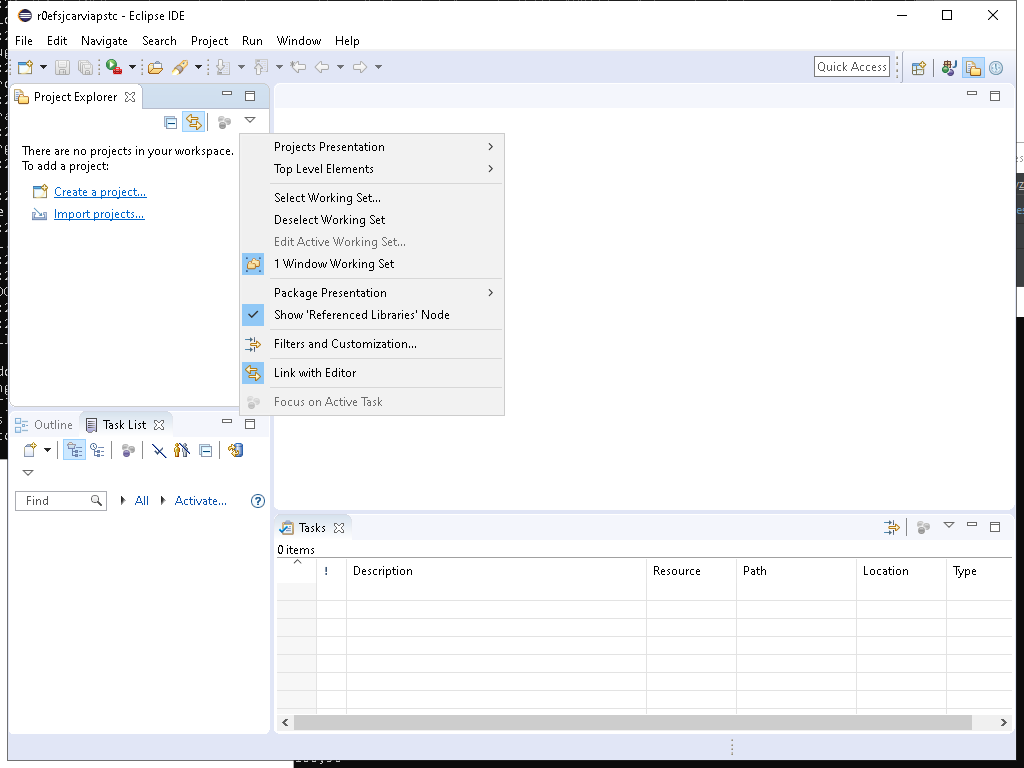 r0efsjcarviapstc - Eclipse IDE
File Edit Navigate Search Project Run Window Help
Quick Access
Project Explorer
There are no projects in your workspace.
To add a project:
Create a project...
Import projects...
Projects Presentation
Top Level Elements
Select Working Set...
Deselect Working Set
Edit Active Working Set...
1 Window Working Set
Package Presentation
Show 'Referenced Libraries' Node
Filters and Customization...
Link with Editor
Focus on Active Task
Outline Task List
Find All Activate...
Tasks
0 items
! Description Resource Path Location Type